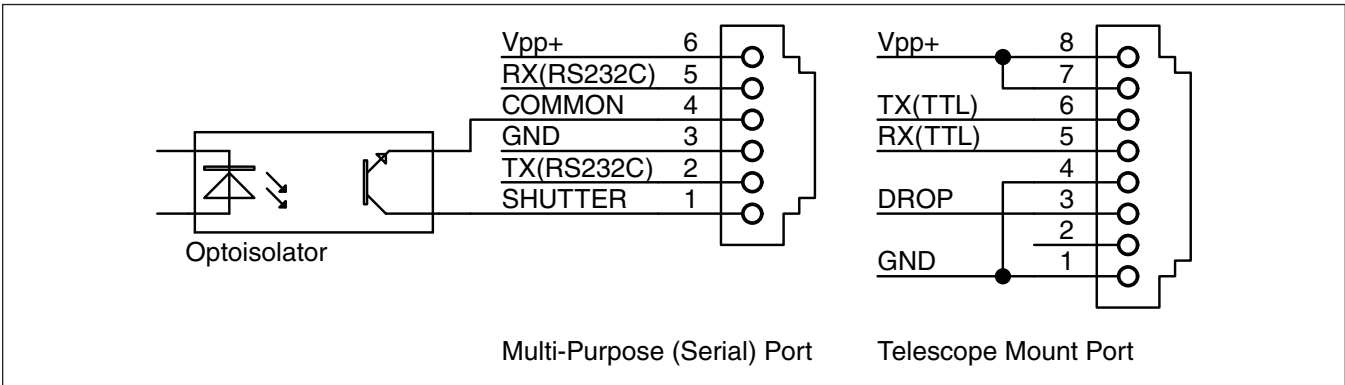 Vpp+ 6
RX(RS232C) 5
COMMON 4
GND 3
TX(RS232C) 2
SHUTTER 1
Optoisolator
Multi-Purpose (Serial) Port
Vpp+ 8
7
TX(TTL) 6
RX(TTL) 5
4
DROP 3
2
GND 1
Telescope Mount Port